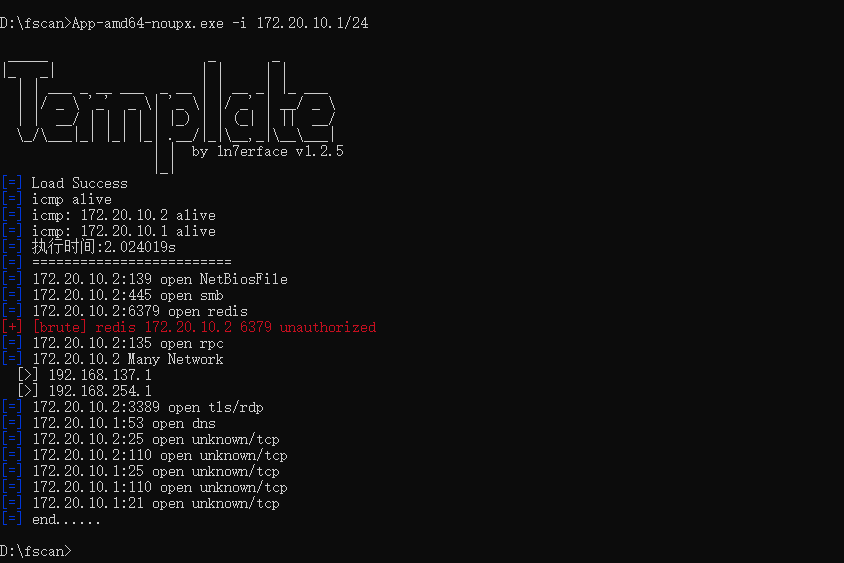 D:\fscan>App-amd64-noupx.exe -i 172.20.10.1/24
Template
by 1n7erface v1.2.5
[=] Load Success
[=] icmp alive
[=] icmp: 172.20.10.2 alive
[=] icmp: 172.20.10.1 alive
[=] 执行时间:2.024019s
[=] =========================
[=] 172.20.10.2:139 open NetBiosFile
[=] 172.20.10.2:445 open smb
[=] 172.20.10.2:6379 open redis
[+] [brute] redis 172.20.10.2 6379 unauthorized
[=] 172.20.10.2:135 open rpc
[=] 172.20.10.2 Many Network
[>] 192.168.137.1
[>] 192.168.254.1
[=] 172.20.10.2:3389 open tls/rdp
[=] 172.20.10.1:53 open dns
[=] 172.20.10.2:25 open unknown/tcp
[=] 172.20.10.2:110 open unknown/tcp
[=] 172.20.10.1:25 open unknown/tcp
[=] 172.20.10.1:110 open unknown/tcp
[=] 172.20.10.1:21 open unknown/tcp
[=] end......
D:\fscan>